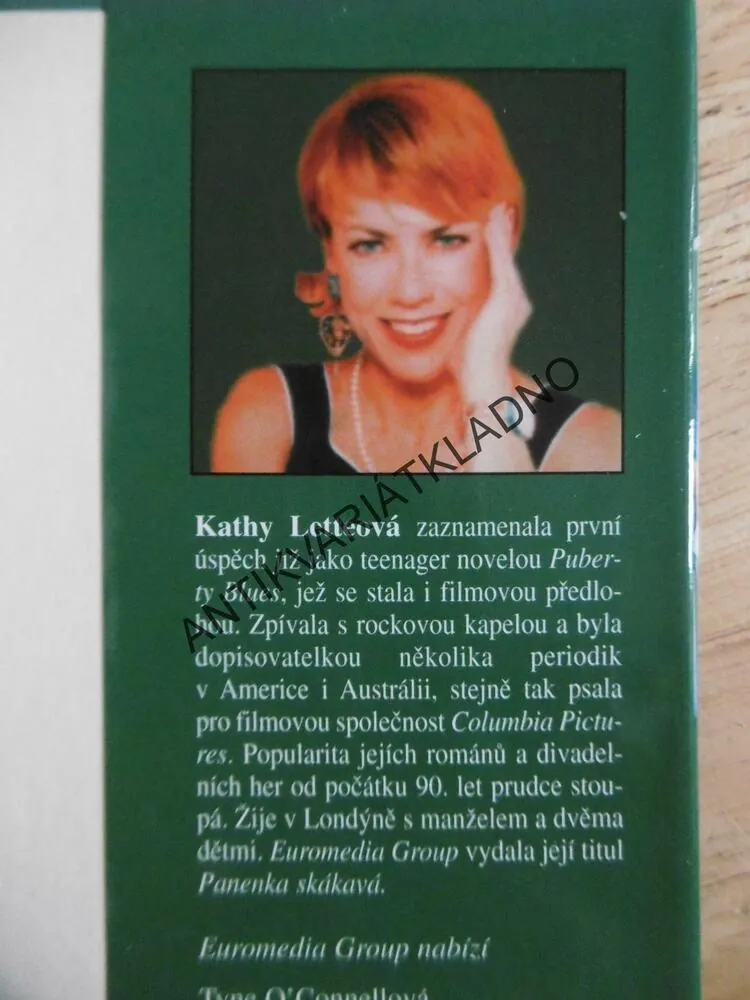 ANTIKVARIÁTKLADNO
Kathy Letteová zaznamenala první
úspěch již jako teenager novelou Puber-
ty Blues, jež se stala i filmovou předlo-
hou. Zpívala s rockovou kapelou a byla
dopisovatelkou několika periodik
v Americe i Austrálii, stejně tak psala
pro filmovou společnost Columbia Pictu-
res. Popularita jejích románů a divadel-
ních her od počátku 90. let prudce stou-
pá. Žije v Londýně s manželem a dvěma
dětmi. Euromedia Group vydala její titul
Panenka skákavá.
Euromedia Group nabízí
Tyne O'Connellová